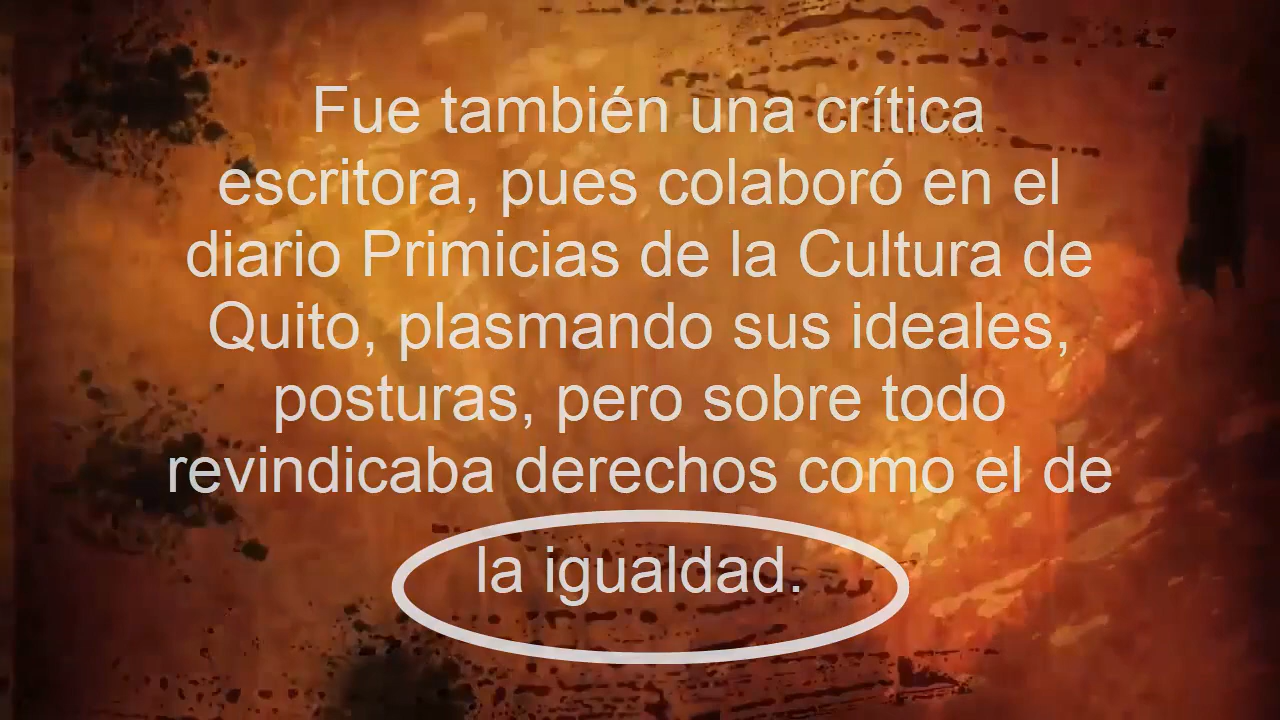 Fue también una crítica
escritora, pues colaboró en el
diario Primicias de la Cultura de
Quito, plasmando sus ideales,
posturas, pero sobre todo
revindicaba derechos como el de
la igualdad.